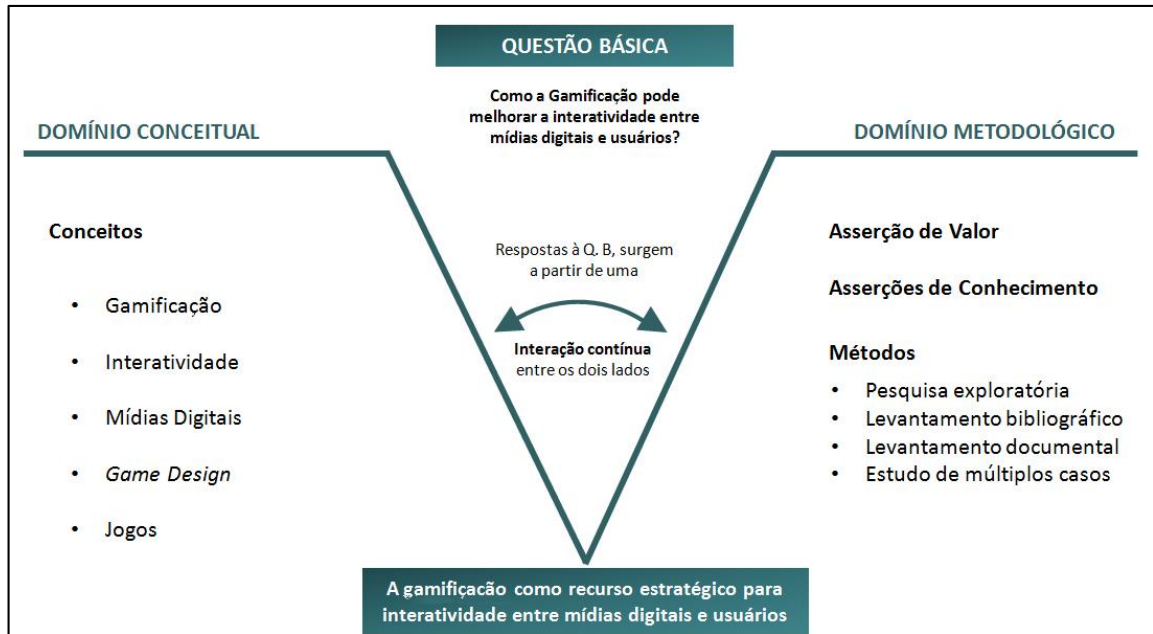 QUESTÃO BÁSICA
Como a Gamificação pode
melhorar a interatividade entre
mídias digitais e usuários?
DOMÍNIO CONCEITUAL
Conceitos
• Gamificação
• Interatividade
• Mídias Digitais
• Game Design
• Jogos
Respostas à Q. B, surgem
a partir de uma
Interação contínua
entre os dois lados
DOMÍNIO METODOLÓGICO
Asserção de Valor
Asserções de Conhecimento
Métodos
• Pesquisa exploratória
• Levantamento bibliográfico
• Levantamento documental
• Estudo de múltiplos casos
A gamifiçacão como recurso estratégico para
interatividade entre mídias digitais e usuários